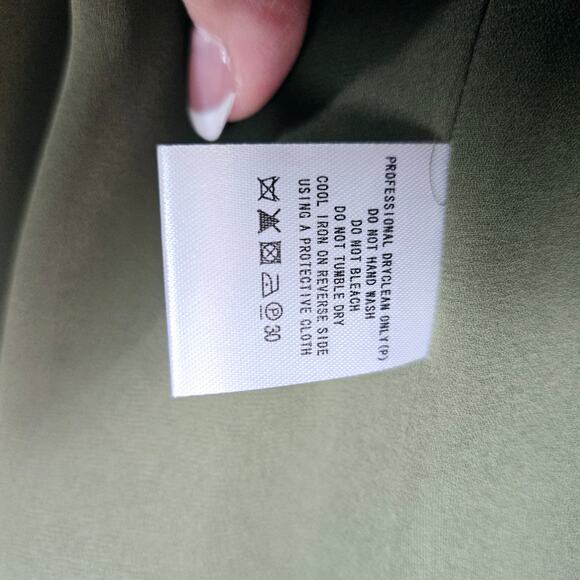 PROFESSIONAL DRYCLEAN ONLY(P)
DO NOT HAND WASH
DO NOT BLEACH
DO NOT TUMBLE DRY
COOL IRON ON REVERSE SIDE
USING A PROTECTIVE CLOTH
P 30